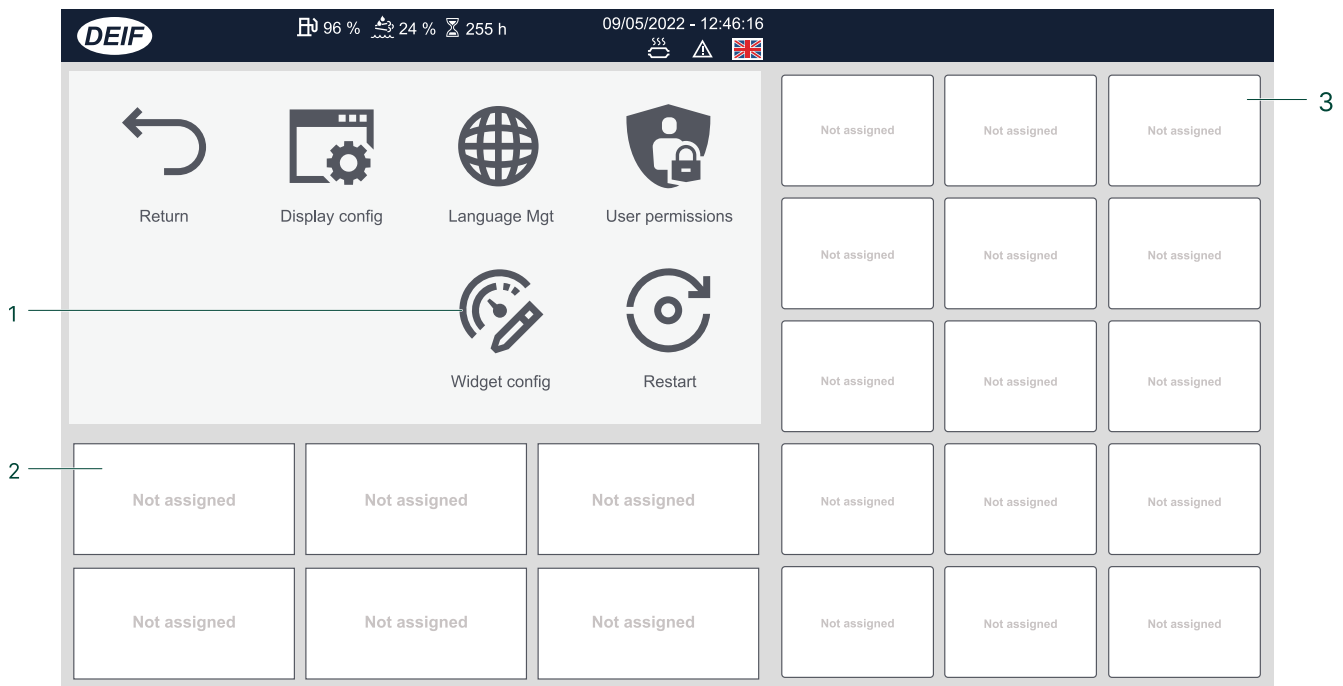 DEIF
96 % 24 % 255 h
09/05/2022 - 12:46:16
Return
Display config
Language Mgt
User permissions
Widget config
Restart
1
2
3
Not assigned Not assigned Not assigned
Not assigned Not assigned Not assigned
Not assigned Not assigned Not assigned
Not assigned Not assigned Not assigned
Not assigned Not assigned Not assigned
Not assigned Not assigned Not assigned
Not assigned Not assigned Not assigned